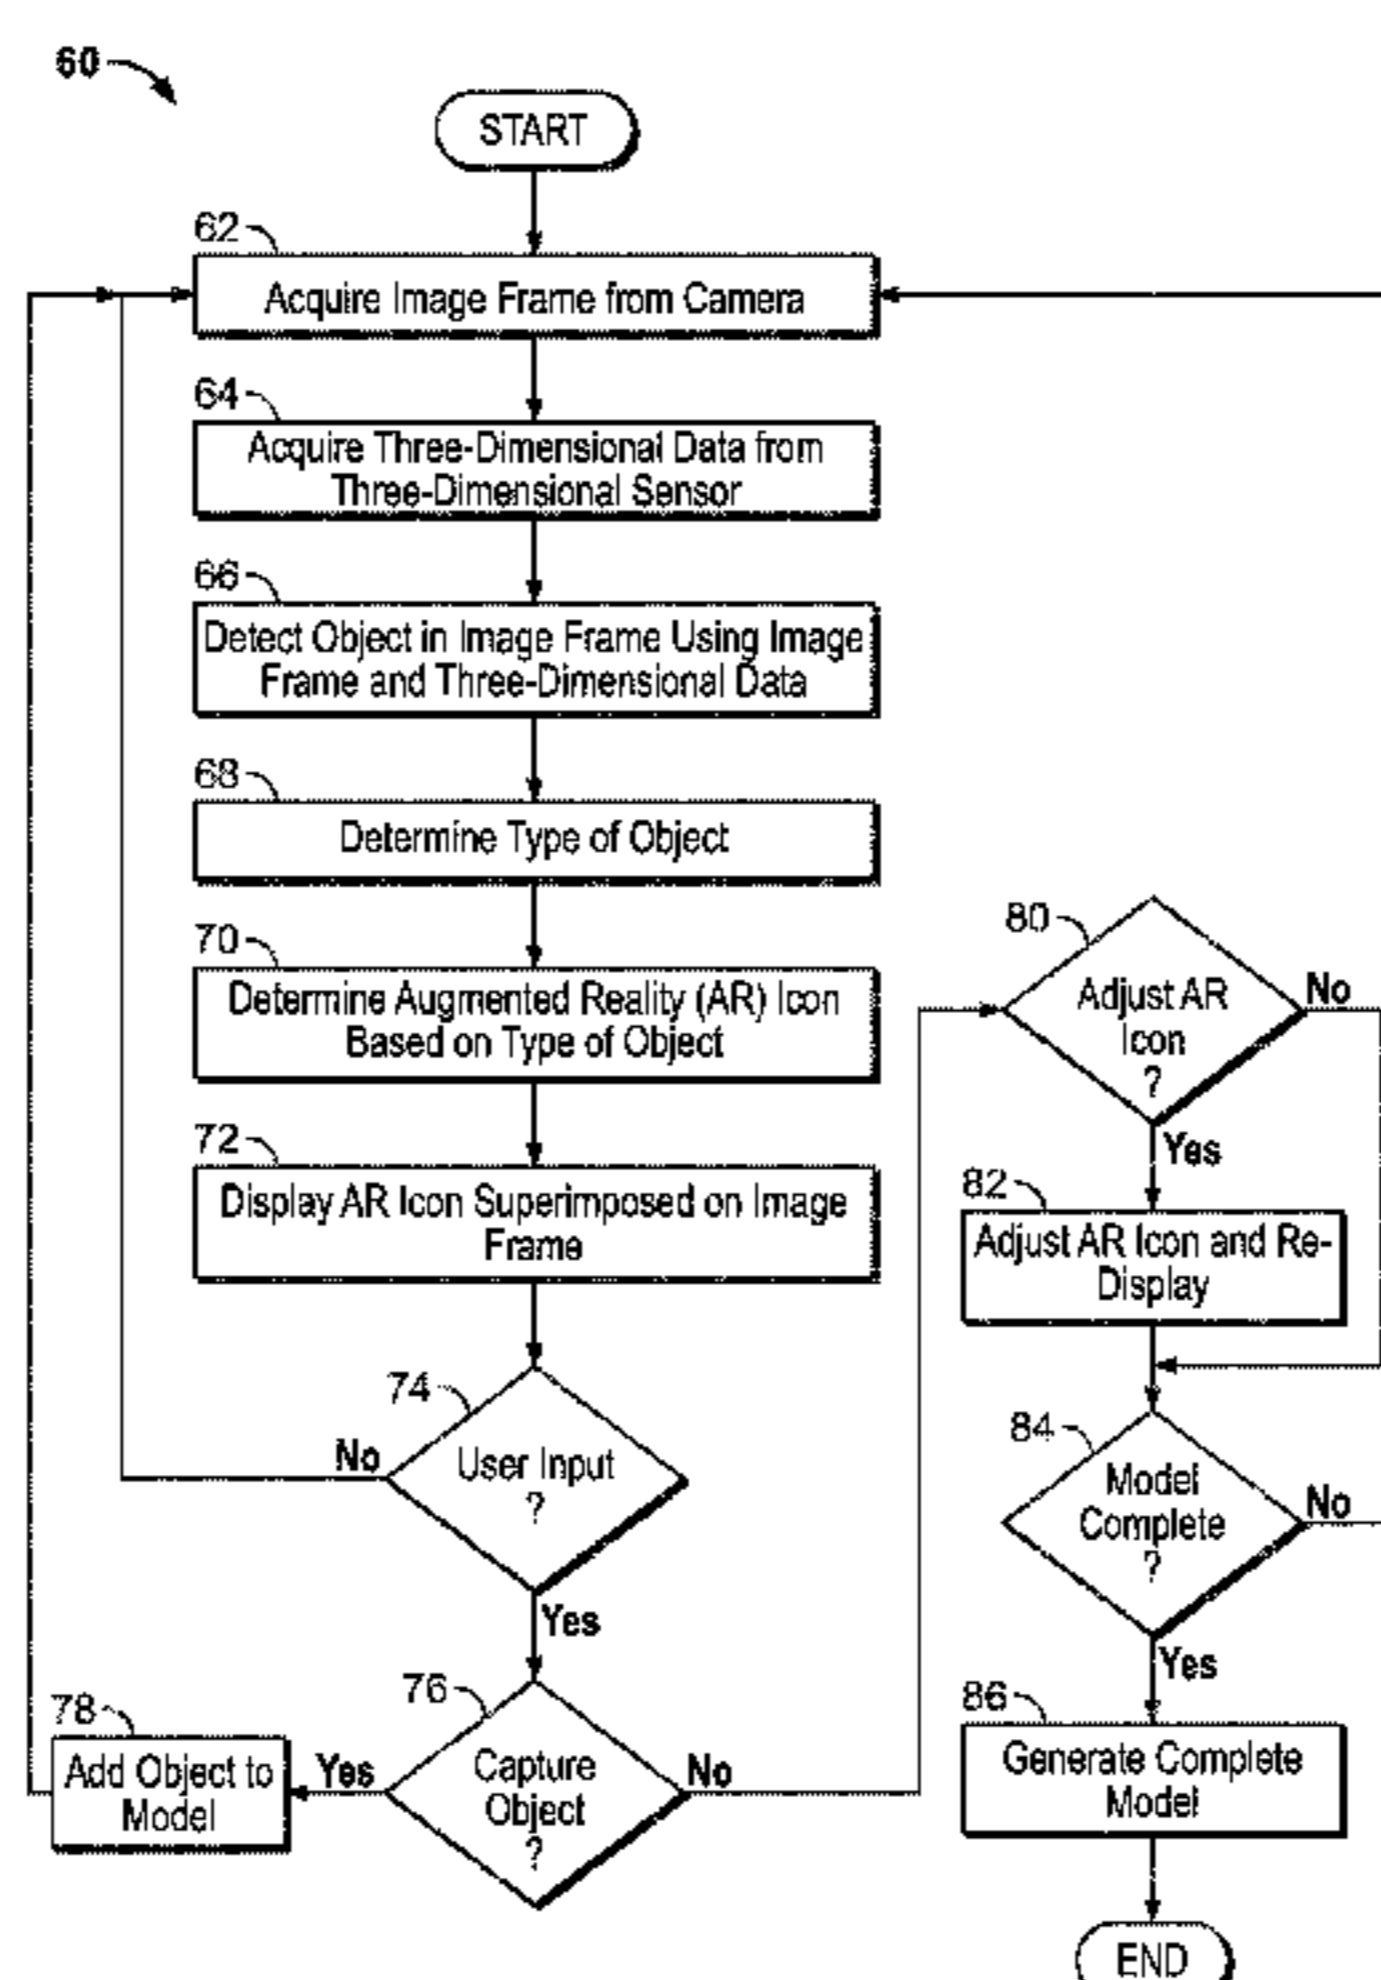 60
START
62
Acquire Image Frame from Camera
64
Acquire Three-Dimensional Data from
Three-Dimensional Sensor
66
Detect Object in Image Frame Using Image
Frame and Three-Dimensional Data
68
Determine Type of Object
70
Determine Augmented Reality (AR) Icon
Based on Type of Object
72
Display AR Icon Superimposed on Image
Frame
74
User Input
?
No
Yes
76
Capture
Object
?
Yes
No
78
Add Object to
Model
80
Adjust AR
Icon
?
No
Yes
82
Adjust AR Icon and Re-
Display
84
Model
Complete
?
No
Yes
86
Generate Complete
Model
END